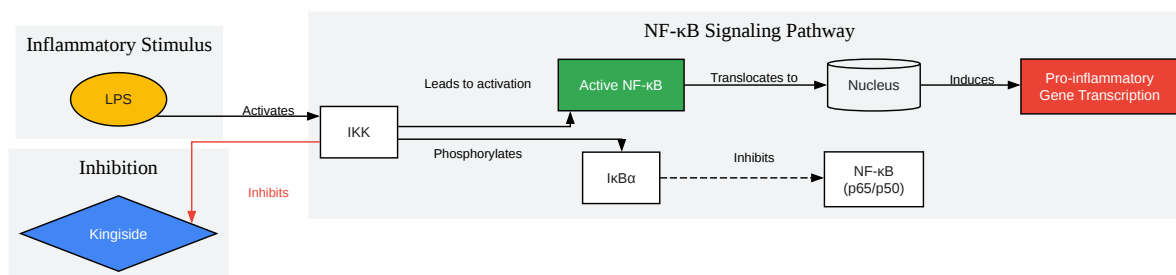 Inflammatory Stimulus
LPS
Activates
Inhibition
Kingiside
Inhibits
NF-κB Signaling Pathway
IKK
Leads to activation
Phosphorylates
Active NF-κB
Translocates to
Nucleus
Induces
Pro-inflammatory
Gene Transcription
IκBα
Inhibits
NF-κB
(p65/p50)